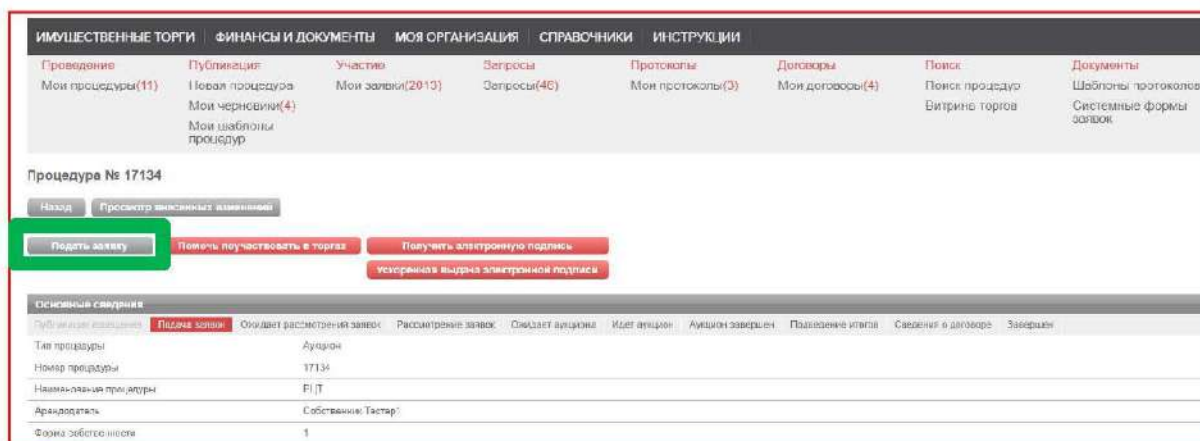 ИМУЩЕСТВЕННЫЕ ТОРГИ ФИНАНСЫ И ДОКУМЕНТЫ МОЯ ОРГАНИЗАЦИЯ СПРАВОЧНИКИ ИНСТРУКЦИИ
Проведение Публикация Участие Запросы Протоколы Договоры Поиск Документы
Мои процедуры(11) Новая процедура Мои заявки(2013) Запросы(46) Мои протоколы(3) Мои договоры(4) Поиск процедур Шаблоны протоколов
Мои черновики(4) Витрина торгов Системные формы заявок
Мои шаблоны процедур
Процедура № 17134
Назад Просмотр внесенных изменений
Подать заявку Помочь поучаствовать в торгах Получить электронную подпись
Ускоренная выдача электронной подписи
Основные сведения
Публикация извещения Подача заявок Ожидает рассмотрения заявок Рассмотрение заявок Ожидает аукциона Идет аукцион Аукцион завершен Подведение итогов Сведения о договоре Завершен
Тип процедуры Аукцион
Номер процедуры 17134
Наименование процедуры
Арендодатель Собственник Тестер1
Форма собственности 1